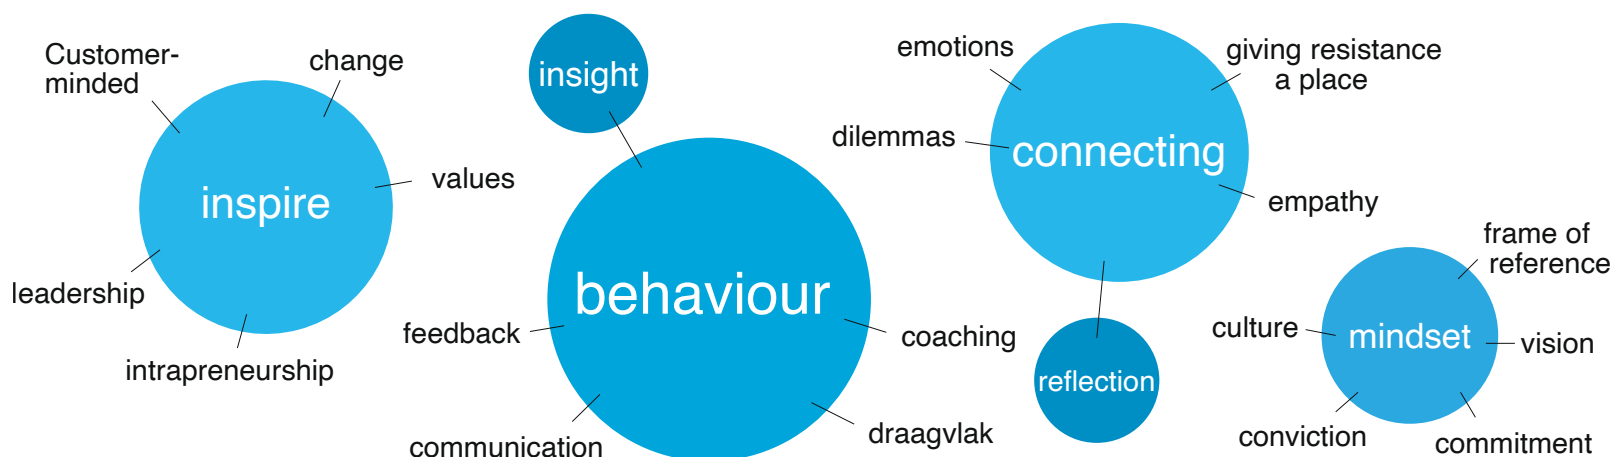 Customer-
minded
change
values
inspire
leadership
intrapreneurship
insight
behaviour
feedback
coaching
communication
draagvlak
emotions
giving resistance
a place
dilemmas
connecting
empathy
reflection
frame of
reference
culture
mindset
vision
conviction
commitment